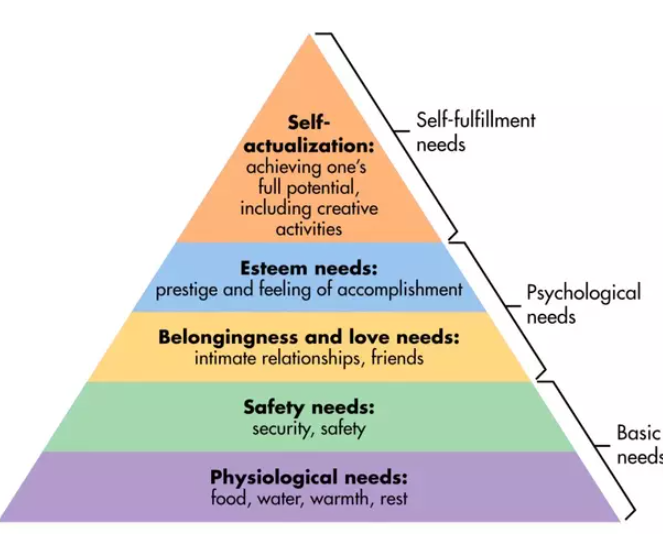 Self-
actualization:
achieving one's
full potential,
including creative
activities
Self-fulfillment
needs
Esteem needs:
prestige and feeling of accomplishment
Psychological
needs
Belongingness and love needs:
intimate relationships, friends
Safety needs:
security, safety
Basic
needs
Physiological needs:
food, water, warmth, rest